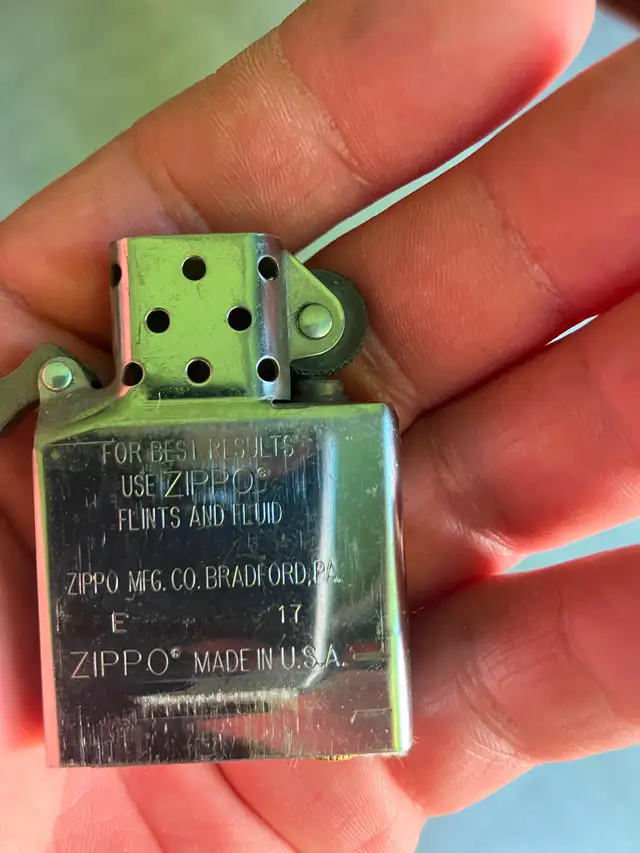 FOR BEST RESULTS
USE ZIPPO®
FLINTS AND FLUID
ZIPPO MFG. CO. BRADFORD, PA.
E 17
ZIPPO® MADE IN U.S.A.